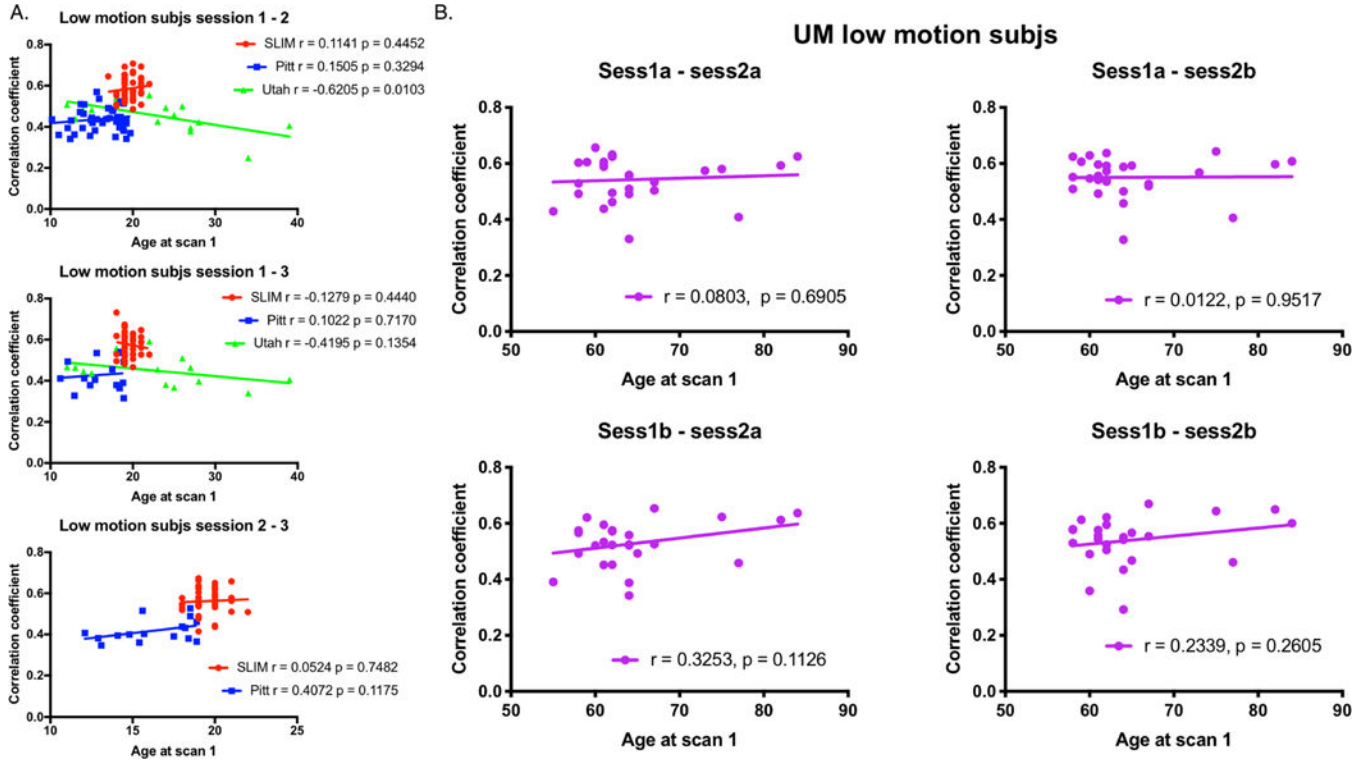 A.
Low motion subjs session 1 - 2
SLIM r = 0.1141 p = 0.4452
Pitt r = 0.1505 p = 0.3294
Utah r = -0.6205 p = 0.0103
Correlation coefficient
0.8
0.6
0.4
0.2
0.0
10 20 30 40
Age at scan 1
Low motion subjs session 1 - 3
SLIM r = -0.1279 p = 0.4440
Pitt r = 0.1022 p = 0.7170
Utah r = -0.4195 p = 0.1354
Correlation coefficient
0.8
0.6
0.4
0.2
0.0
10 20 30 40
Age at scan 1
Low motion subjs session 2 - 3
Correlation coefficient
0.8
0.6
0.4
0.2
0.0
SLIM r = 0.0524 p = 0.7482
Pitt r = 0.4072 p = 0.1175
10 15 20 25
Age at scan 1
B.
UM low motion subjs
Sess1a - sess2a
Correlation coefficient
0.8
0.6
0.4
0.2
0.0
r = 0.0803, p = 0.6905
50 60 70 80 90
Age at scan 1
Sess1a - sess2b
Correlation coefficient
0.8
0.6
0.4
0.2
0.0
r = 0.0122, p = 0.9517
50 60 70 80 90
Age at scan 1
Sess1b - sess2a
Correlation coefficient
0.8
0.6
0.4
0.2
0.0
r = 0.3253, p = 0.1126
50 60 70 80 90
Age at scan 1
Sess1b - sess2b
Correlation coefficient
0.8
0.6
0.4
0.2
0.0
r = 0.2339, p = 0.2605
50 60 70 80 90
Age at scan 1